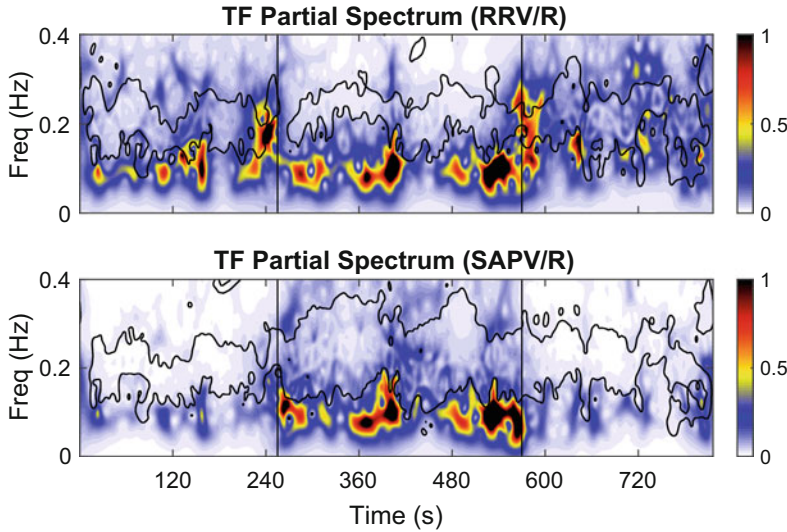 TF Partial Spectrum (RRV/R)
0.4
0.2
0
Freq (Hz)
1
0.5
0
TF Partial Spectrum (SAPV/R)
0.4
0.2
0
Freq (Hz)
1
0.5
0
120 240 360 480 600 720
Time (s)